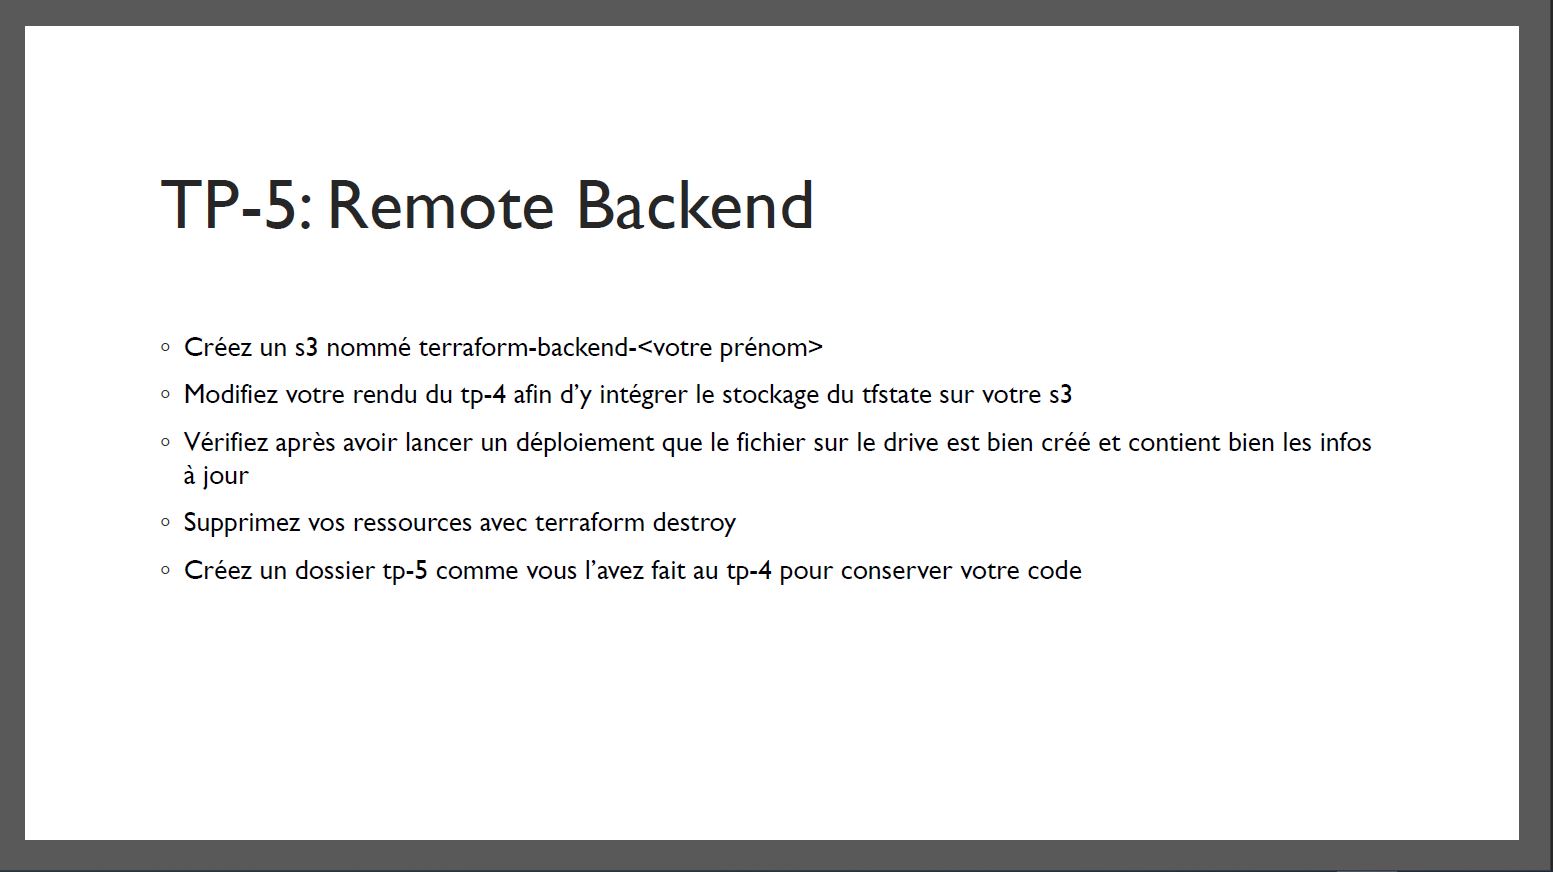 TP-5: Remote Backend
Créez un s3 nommé terraform-backend-<votre prénom>
Modifiez votre rendu du tp-4 afin d’y intégrer le stockage du tfstate sur votre s3
Vérifiez après avoir lancer un déploiement que le fichier sur le drive est bien créé et contient bien les infos
à jour
Supprimez vos ressources avec terraform destroy
Créez un dossier tp-5 comme vous l’avez fait au tp-4 pour conserver votre code